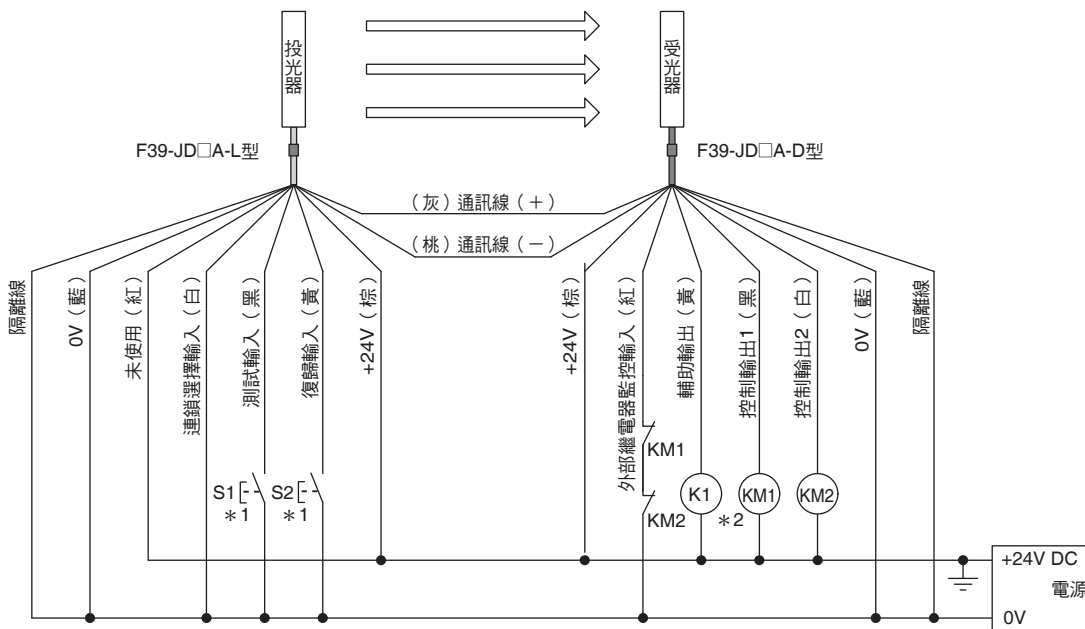 投光器
受光器
F39-JD□A-L型
F39-JD□A-D型
（灰）通訊線（＋）
（桃）通訊線（－）
隔離線
0V（藍）
未使用（紅）
連鎖選擇輸入（白）
測試輸入（黑）
復歸輸入（黃）
+24V（棕）
+24V（棕）
外部繼電器監控輸入（紅）
輔助輸出（黃）
控制輸出1（黑）
控制輸出2（白）
0V（藍）
隔離線
KM1
S1
S2
K1
KM1
KM2
＊1
＊1
KM2
＊2
+24V DC
電源
0V